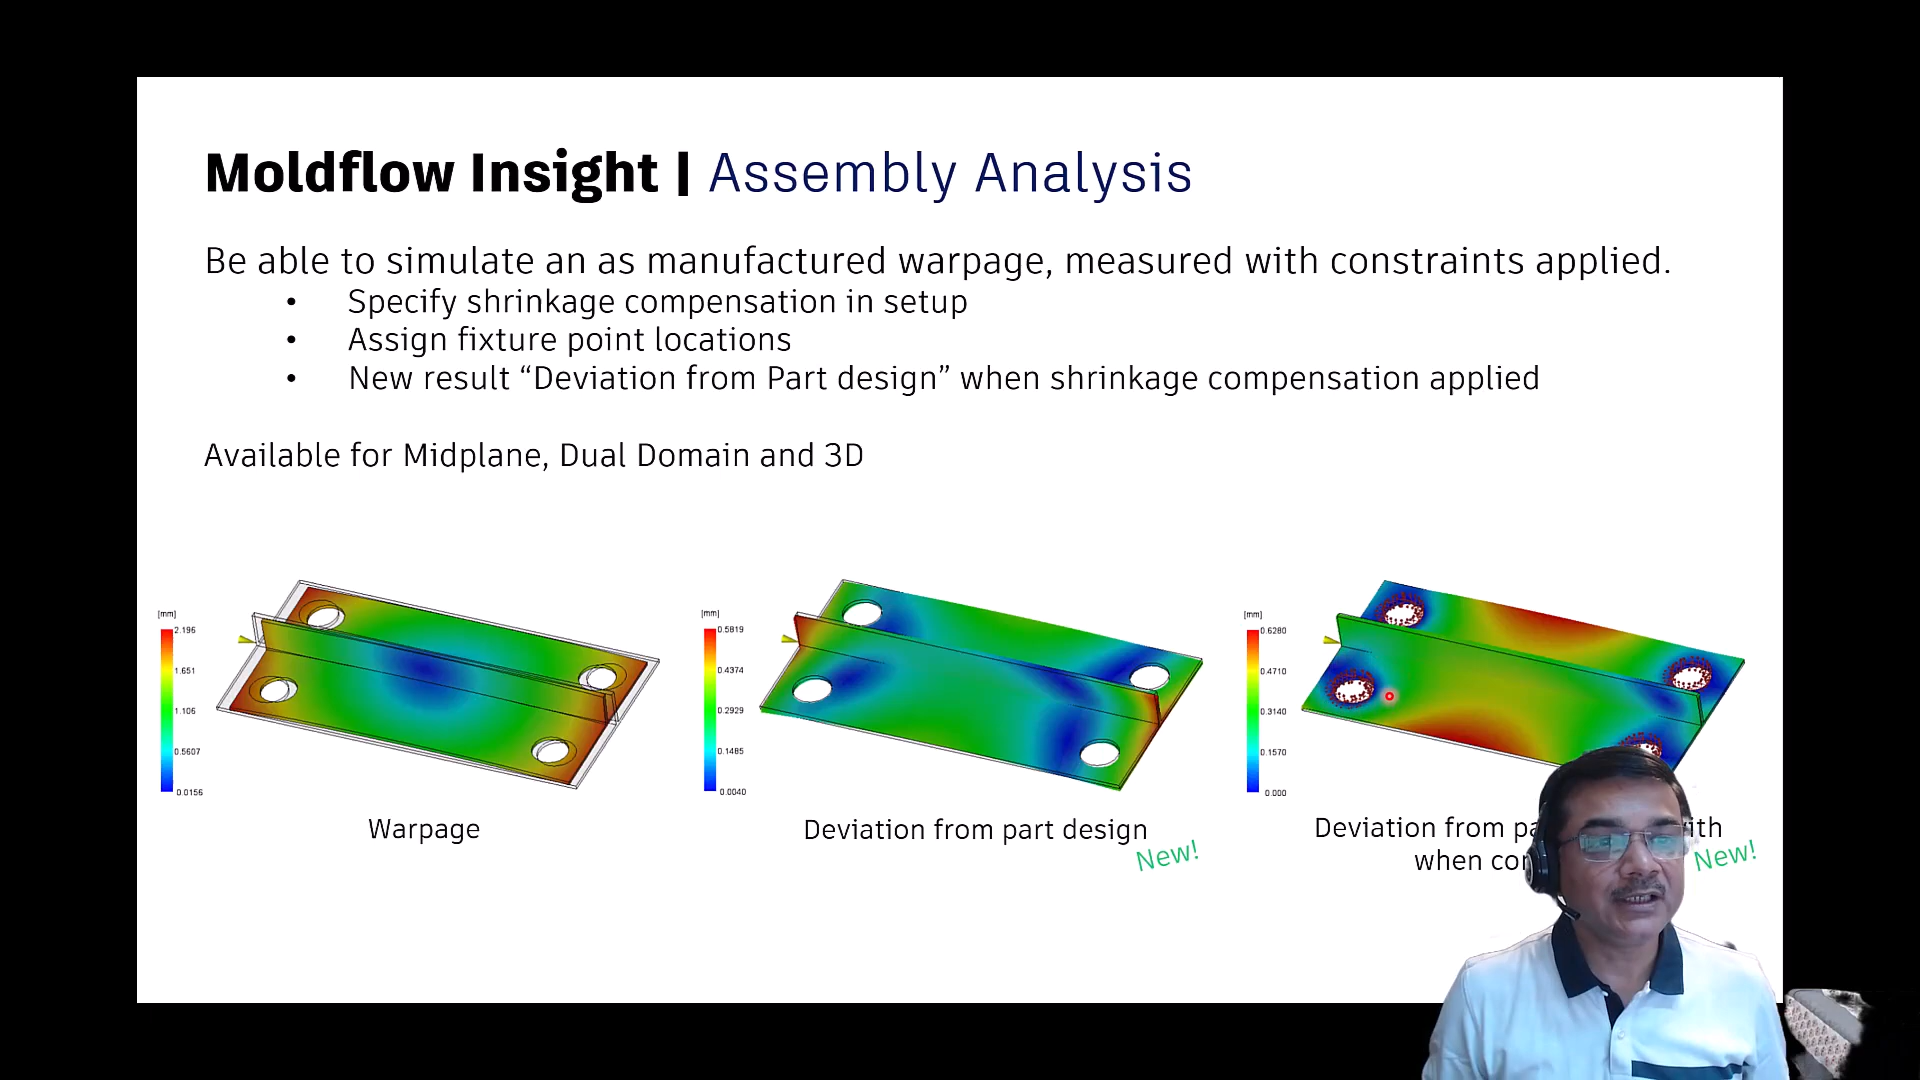 Moldflow Insight | Assembly Analysis
Be able to simulate an as manufactured warpage, measured with constraints applied.
• Specify shrinkage compensation in setup
• Assign fixture point locations
• New result “Deviation from Part design” when shrinkage compensation applied
Available for Midplane, Dual Domain and 3D
[mm]
2.196
1.651
1.106
0.5607
0.0156
Warpage
[mm]
0.5819
0.4374
0.2929
0.1485
0.0040
Deviation from part design
New!
[mm]
0.6280
0.4710
0.3140
0.1570
0.000
Deviation from
when
New!